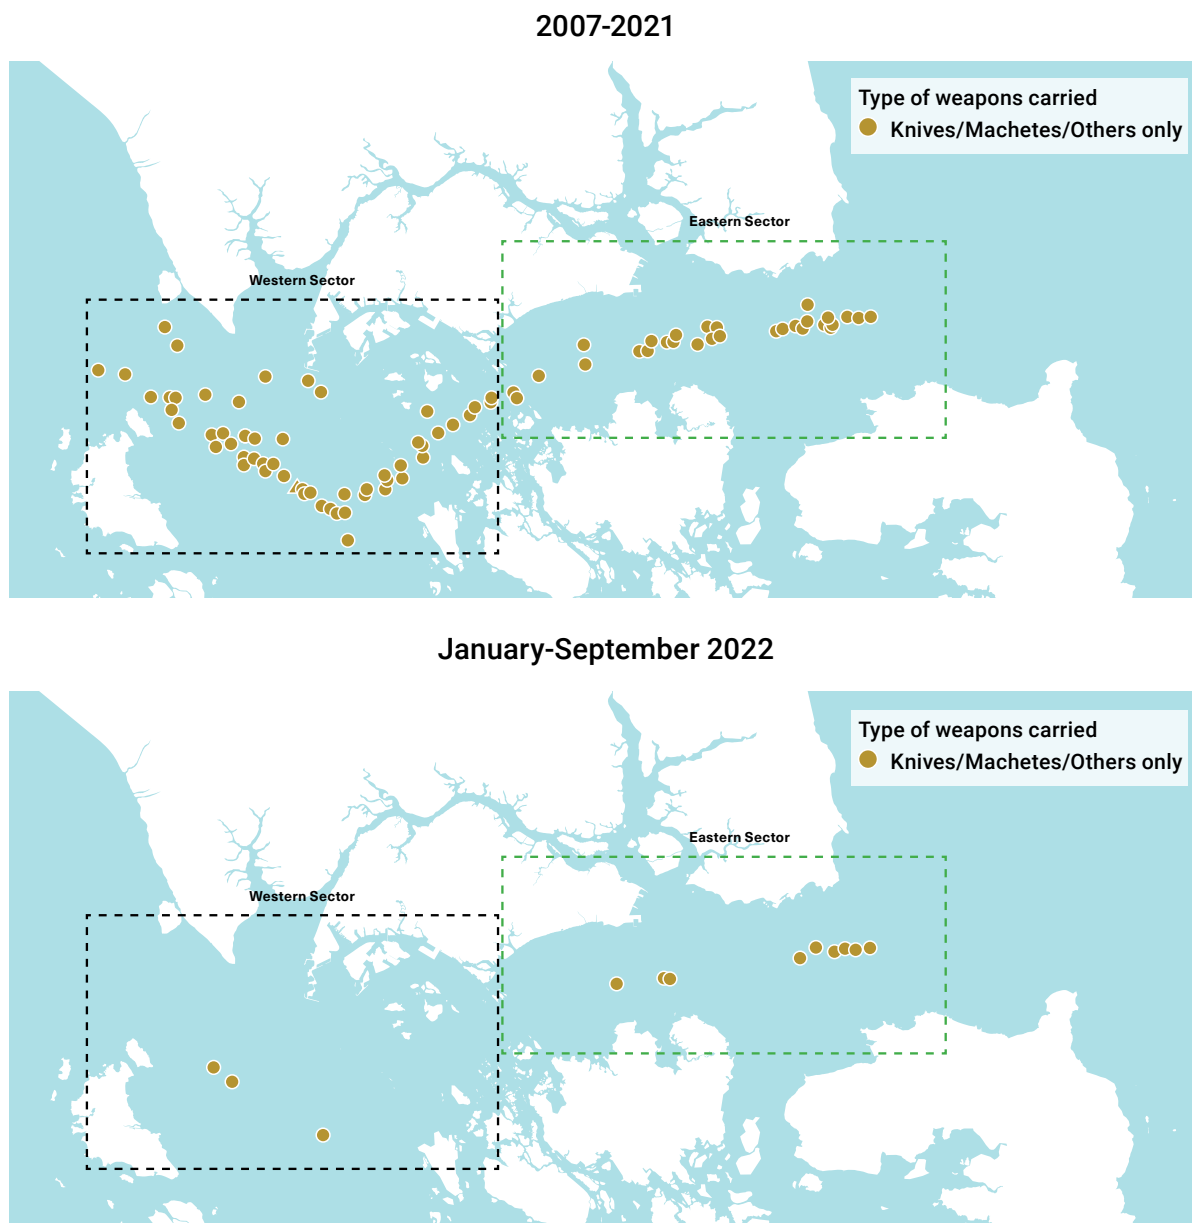 2007-2021
Type of weapons carried
Knives/Machetes/Others only
Eastern Sector
Western Sector
January-September 2022
Type of weapons carried
Knives/Machetes/Others only
Eastern Sector
Western Sector